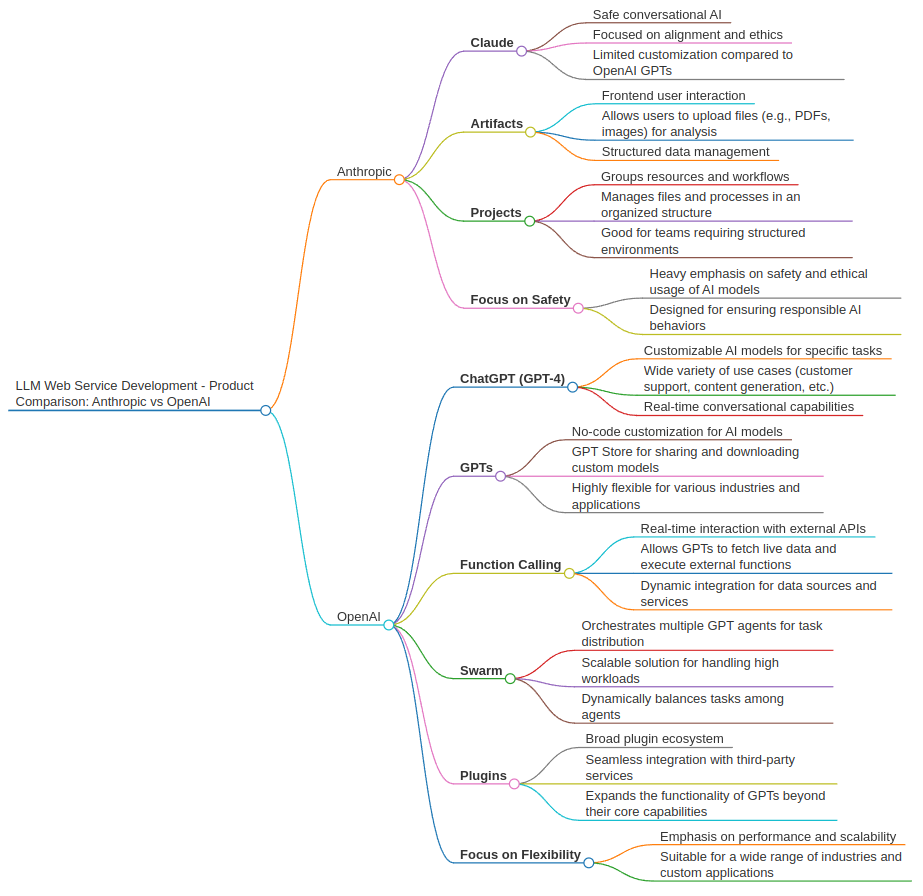 LLM Web Service Development - Product
Comparison: Anthropic vs OpenAI
Anthropic
Claude
Safe conversational AI
Focused on alignment and ethics
Limited customization compared to
OpenAI GPTs
Artifacts
Frontend user interaction
Allows users to upload files (e.g., PDFs,
images) for analysis
Structured data management
Projects
Groups resources and workflows
Manages files and processes in an
organized structure
Good for teams requiring structured
environments
Focus on Safety
Heavy emphasis on safety and ethical
usage of AI models
Designed for ensuring responsible AI
behaviors
OpenAI
ChatGPT (GPT-4)
Customizable AI models for specific tasks
Wide variety of use cases (customer
support, content generation, etc.)
Real-time conversational capabilities
GPTs
No-code customization for AI models
GPT Store for sharing and downloading
custom models
Highly flexible for various industries and
applications
Function Calling
Real-time interaction with external APIs
Allows GPTs to fetch live data and
execute external functions
Dynamic integration for data sources and
services
Swarm
Orchestrates multiple GPT agents for task
distribution
Scalable solution for handling high
workloads
Dynamically balances tasks among
agents
Plugins
Broad plugin ecosystem
Seamless integration with third-party
services
Expands the functionality of GPTs beyond
their core capabilities
Focus on Flexibility
Emphasis on performance and scalability
Suitable for a wide range of industries and
custom applications